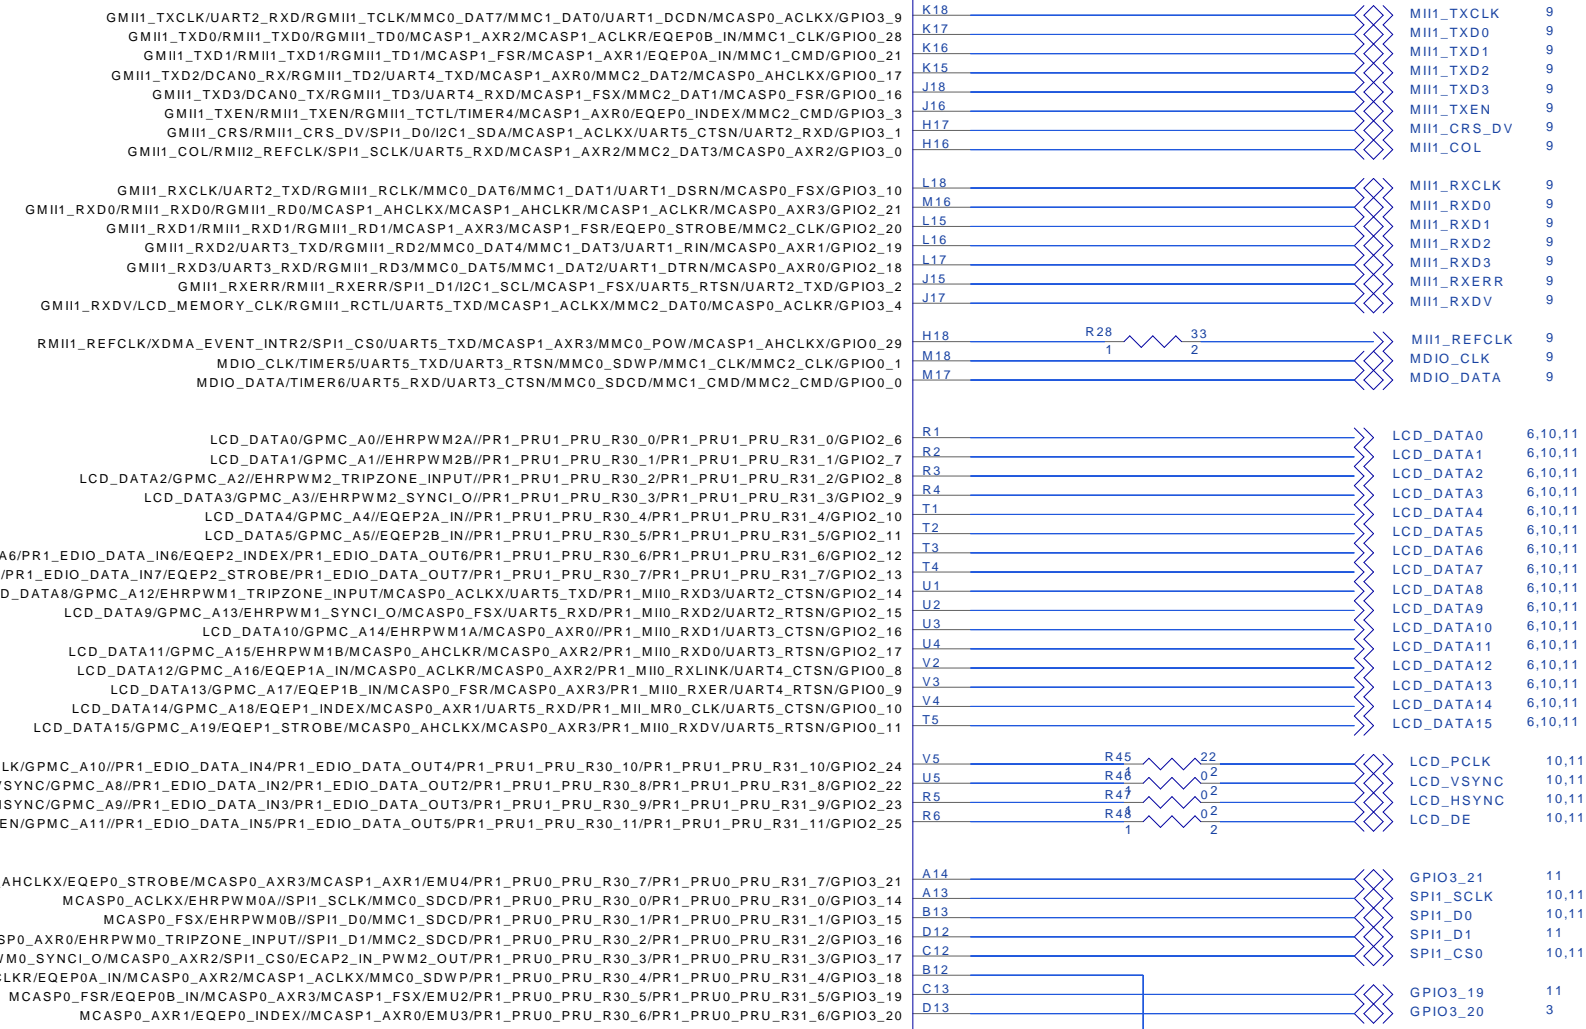 GMII1_TXCLK/UART2_RXD/RGMII1_TCLK/MMC0_DAT7/MMC1_DAT0/UART1_DCDN/MCASP0_ACLKX/GPIO3_9 K18 MII1_TXCLK 9
GMII1_TXD0/RMII1_TXD0/RGMII1_TD0/MCASP1_AXR2/MCASP1_ACLKR/EQEP0B_IN/MMC1_CLK/GPIO0_28 K17 MII1_TXD0 9
GMII1_TXD1/RMII1_TXD1/RGMII1_TD1/MCASP1_FSR/MCASP1_AXR1/EQEP0A_IN/MMC1_CMD/GPIO0_21 K16 MII1_TXD1 9
GMII1_TXD2/DCAN0_RX/RGMII1_TD2/UART4_TXD/MCASP1_AXR0/MMC2_DAT2/MCASP0_AHCLKX/GPIO0_17 K15 MII1_TXD2 9
GMII1_TXD3/DCAN0_TX/RGMII1_TD3/UART4_RXD/MCASP1_FSX/MMC2_DAT1/MCASP0_FSR/GPIO0_16 J18 MII1_TXD3 9
GMII1_TXEN/RMII1_TXEN/RGMII1_TCTL/TIMER4/MCASP1_AXR0/EQEP0_INDEX/MMC2_CMD/GPIO3_3 J16 MII1_TXEN 9
GMII1_CRS/RMII1_CRS_DV/SPI1_D0/I2C1_SDA/MCASP1_ACLKX/UART5_CTSN/UART2_RXD/GPIO3_1 H17 MII1_CRS_DV 9
GMII1_COL/RMII2_REFCLK/SPI1_SCLK/UART5_RXD/MCASP1_AXR2/MMC2_DAT3/MCASP0_AXR2/GPIO3_0 H16 MII1_COL 9
GMII1_RXCLK/UART2_TXD/RGMII1_RCLK/MMC0_DAT6/MMC1_DAT1/UART1_DSRN/MCASP0_FSX/GPIO3_10 L18 MII1_RXCLK 9
GMII1_RXD0/RMII1_RXD0/RGMII1_RD0/MCASP1_AHCLKX/MCASP1_AHCLKR/MCASP1_ACLKR/MCASP0_AXR3/GPIO2_21 M16 MII1_RXD0 9
GMII1_RXD1/RMII1_RXD1/RGMII1_RD1/MCASP1_AXR3/MCASP1_FSR/EQEP0_STROBE/MMC2_CLK/GPIO2_20 L15 MII1_RXD1 9
GMII1_RXD2/UART3_TXD/RGMII1_RD2/MMC0_DAT4/MMC1_DAT3/UART1_RIN/MCASP0_AXR1/GPIO2_19 L16 MII1_RXD2 9
GMII1_RXD3/UART3_RXD/RGMII1_RD3/MMC0_DAT5/MMC1_DAT2/UART1_DTRN/MCASP0_AXR0/GPIO2_18 L17 MII1_RXD3 9
GMII1_RXERR/RMII1_RXERR/SPI1_D1/I2C1_SCL/MCASP1_FSX/UART5_RTSN/UART2_TXD/GPIO3_2 J15 MII1_RXERR 9
GMII1_RXDV/LCD_MEMORY_CLK/RGMII1_RCTL/UART5_TXD/MCASP1_ACLKX/MMC2_DAT0/MCASP0_ACLKR/GPIO3_4 J17 MII1_RXDV 9
RMII1_REFCLK/XDMA_EVENT_INTR2/SPI1_CS0/UART5_TXD/MCASP1_AXR3/MMC0_POW/MCASP1_AHCLKX/GPIO0_29 H18 R28 1 33 2 MII1_REFCLK 9
MDIO_CLK/TIMER5/UART5_TXD/UART3_RTSN/MMC0_SDWP/MMC1_CLK/MMC2_CLK/GPIO0_1 M18 MDIO_CLK 9
MDIO_DATA/TIMER6/UART5_RXD/UART3_CTSN/MMC0_SDCD/MMC1_CMD/MMC2_CMD/GPIO0_0 M17 MDIO_DATA 9
LCD_DATA0/GPMC_A0//EHRPWM2A//PR1_PRU1_PRU_R30_0/PR1_PRU1_PRU_R31_0/GPIO2_6 R1 LCD_DATA0 6,10,11
LCD_DATA1/GPMC_A1//EHRPWM2B//PR1_PRU1_PRU_R30_1/PR1_PRU1_PRU_R31_1/GPIO2_7 R2 LCD_DATA1 6,10,11
LCD_DATA2/GPMC_A2//EHRPWM2_TRIPZONE_INPUT//PR1_PRU1_PRU_R30_2/PR1_PRU1_PRU_R31_2/GPIO2_8 R3 LCD_DATA2 6,10,11
LCD_DATA3/GPMC_A3//EHRPWM2_SYNCI_O//PR1_PRU1_PRU_R30_3/PR1_PRU1_PRU_R31_3/GPIO2_9 R4 LCD_DATA3 6,10,11
LCD_DATA4/GPMC_A4//EQEP2A_IN//PR1_PRU1_PRU_R30_4/PR1_PRU1_PRU_R31_4/GPIO2_10 T1 LCD_DATA4 6,10,11
LCD_DATA5/GPMC_A5//EQEP2B_IN//PR1_PRU1_PRU_R30_5/PR1_PRU1_PRU_R31_5/GPIO2_11 T2 LCD_DATA5 6,10,11
A6/PR1_EDIO_DATA_IN6/EQEP2_INDEX/PR1_EDIO_DATA_OUT6/PR1_PRU1_PRU_R30_6/PR1_PRU1_PRU_R31_6/GPIO2_12 T3 LCD_DATA6 6,10,11
/PR1_EDIO_DATA_IN7/EQEP2_STROBE/PR1_EDIO_DATA_OUT7/PR1_PRU1_PRU_R30_7/PR1_PRU1_PRU_R31_7/GPIO2_13 T4 LCD_DATA7 6,10,11
D_DATA8/GPMC_A12/EHRPWM1_TRIPZONE_INPUT/MCASP0_ACLKX/UART5_TXD/PR1_MII0_RXD3/UART2_CTSN/GPIO2_14 U1 LCD_DATA8 6,10,11
LCD_DATA9/GPMC_A13/EHRPWM1_SYNCI_O/MCASP0_FSX/UART5_RXD/PR1_MII0_RXD2/UART2_RTSN/GPIO2_15 U2 LCD_DATA9 6,10,11
LCD_DATA10/GPMC_A14/EHRPWM1A/MCASP0_AXR0//PR1_MII0_RXD1/UART3_CTSN/GPIO2_16 U3 LCD_DATA10 6,10,11
LCD_DATA11/GPMC_A15/EHRPWM1B/MCASP0_AHCLKR/MCASP0_AXR2/PR1_MII0_RXD0/UART3_RTSN/GPIO2_17 U4 LCD_DATA11 6,10,11
LCD_DATA12/GPMC_A16/EQEP1A_IN/MCASP0_ACLKR/MCASP0_AXR2/PR1_MII0_RXLINK/UART4_CTSN/GPIO0_8 V2 LCD_DATA12 6,10,11
LCD_DATA13/GPMC_A17/EQEP1B_IN/MCASP0_FSR/MCASP0_AXR3/PR1_MII0_RXER/UART4_RTSN/GPIO0_9 V3 LCD_DATA13 6,10,11
LCD_DATA14/GPMC_A18/EQEP1_INDEX/MCASP0_AXR1/UART5_RXD/PR1_MII_MR0_CLK/UART5_CTSN/GPIO0_10 V4 LCD_DATA14 6,10,11
LCD_DATA15/GPMC_A19/EQEP1_STROBE/MCASP0_AHCLKX/MCASP0_AXR3/PR1_MII0_RXDV/UART5_RTSN/GPIO0_11 T5 LCD_DATA15 6,10,11
LK/GPMC_A10//PR1_EDIO_DATA_IN4/PR1_EDIO_DATA_OUT4/PR1_PRU1_PRU_R30_10/PR1_PRU1_PRU_R31_10/GPIO2_24 V5 R45 1 22 2 LCD_PCLK 10,11
SYNC/GPMC_A8//PR1_EDIO_DATA_IN2/PR1_EDIO_DATA_OUT2/PR1_PRU1_PRU_R30_8/PR1_PRU1_PRU_R31_8/GPIO2_22 U5 R46 1 0 2 LCD_VSYNC 10,11
SYNC/GPMC_A9//PR1_EDIO_DATA_IN3/PR1_EDIO_DATA_OUT3/PR1_PRU1_PRU_R30_9/PR1_PRU1_PRU_R31_9/GPIO2_23 R5 R47 1 0 2 LCD_HSYNC 10,11
EN/GPMC_A11//PR1_EDIO_DATA_IN5/PR1_EDIO_DATA_OUT5/PR1_PRU1_PRU_R30_11/PR1_PRU1_PRU_R31_11/GPIO2_25 R6 R48 1 0 2 LCD_DE 10,11
AHCLKX/EQEP0_STROBE/MCASP0_AXR3/MCASP1_AXR1/EMU4/PR1_PRU0_PRU_R30_7/PR1_PRU0_PRU_R31_7/GPIO3_21 A14 GPIO3_21 11
MCASP0_ACLKX/EHRPWM0A//SPI1_SCLK/MMC0_SDCD/PR1_PRU0_PRU_R30_0/PR1_PRU0_PRU_R31_0/GPIO3_14 A13 SPI1_SCLK 10,11
MCASP0_FSX/EHRPWM0B//SPI1_D0/MMC1_SDCD/PR1_PRU0_PRU_R30_1/PR1_PRU0_PRU_R31_1/GPIO3_15 B13 SPI1_D0 10,11
SP0_AXR0/EHRPWM0_TRIPZONE_INPUT//SPI1_D1/MMC2_SDCD/PR1_PRU0_PRU_R30_2/PR1_PRU0_PRU_R31_2/GPIO3_16 D12 SPI1_D1 11
WM0_SYNCI_O/MCASP0_AXR2/SPI1_CS0/ECAP2_IN_PWM2_OUT/PR1_PRU0_PRU_R30_3/PR1_PRU0_PRU_R31_3/GPIO3_17 C12 SPI1_CS0 10,11
CLKR/EQEP0A_IN/MCASP0_AXR2/MCASP1_ACLKX/MMC0_SDWP/PR1_PRU0_PRU_R30_4/PR1_PRU0_PRU_R31_4/GPIO3_18 B12
MCASP0_FSR/EQEP0B_IN/MCASP0_AXR3/MCASP1_FSX/EMU2/PR1_PRU0_PRU_R30_5/PR1_PRU0_PRU_R31_5/GPIO3_19 C13 GPIO3_19 11
MCASP0_AXR1/EQEP0_INDEX//MCASP1_AXR0/EMU3/PR1_PRU0_PRU_R30_6/PR1_PRU0_PRU_R31_6/GPIO3_20 D13 GPIO3_20 3